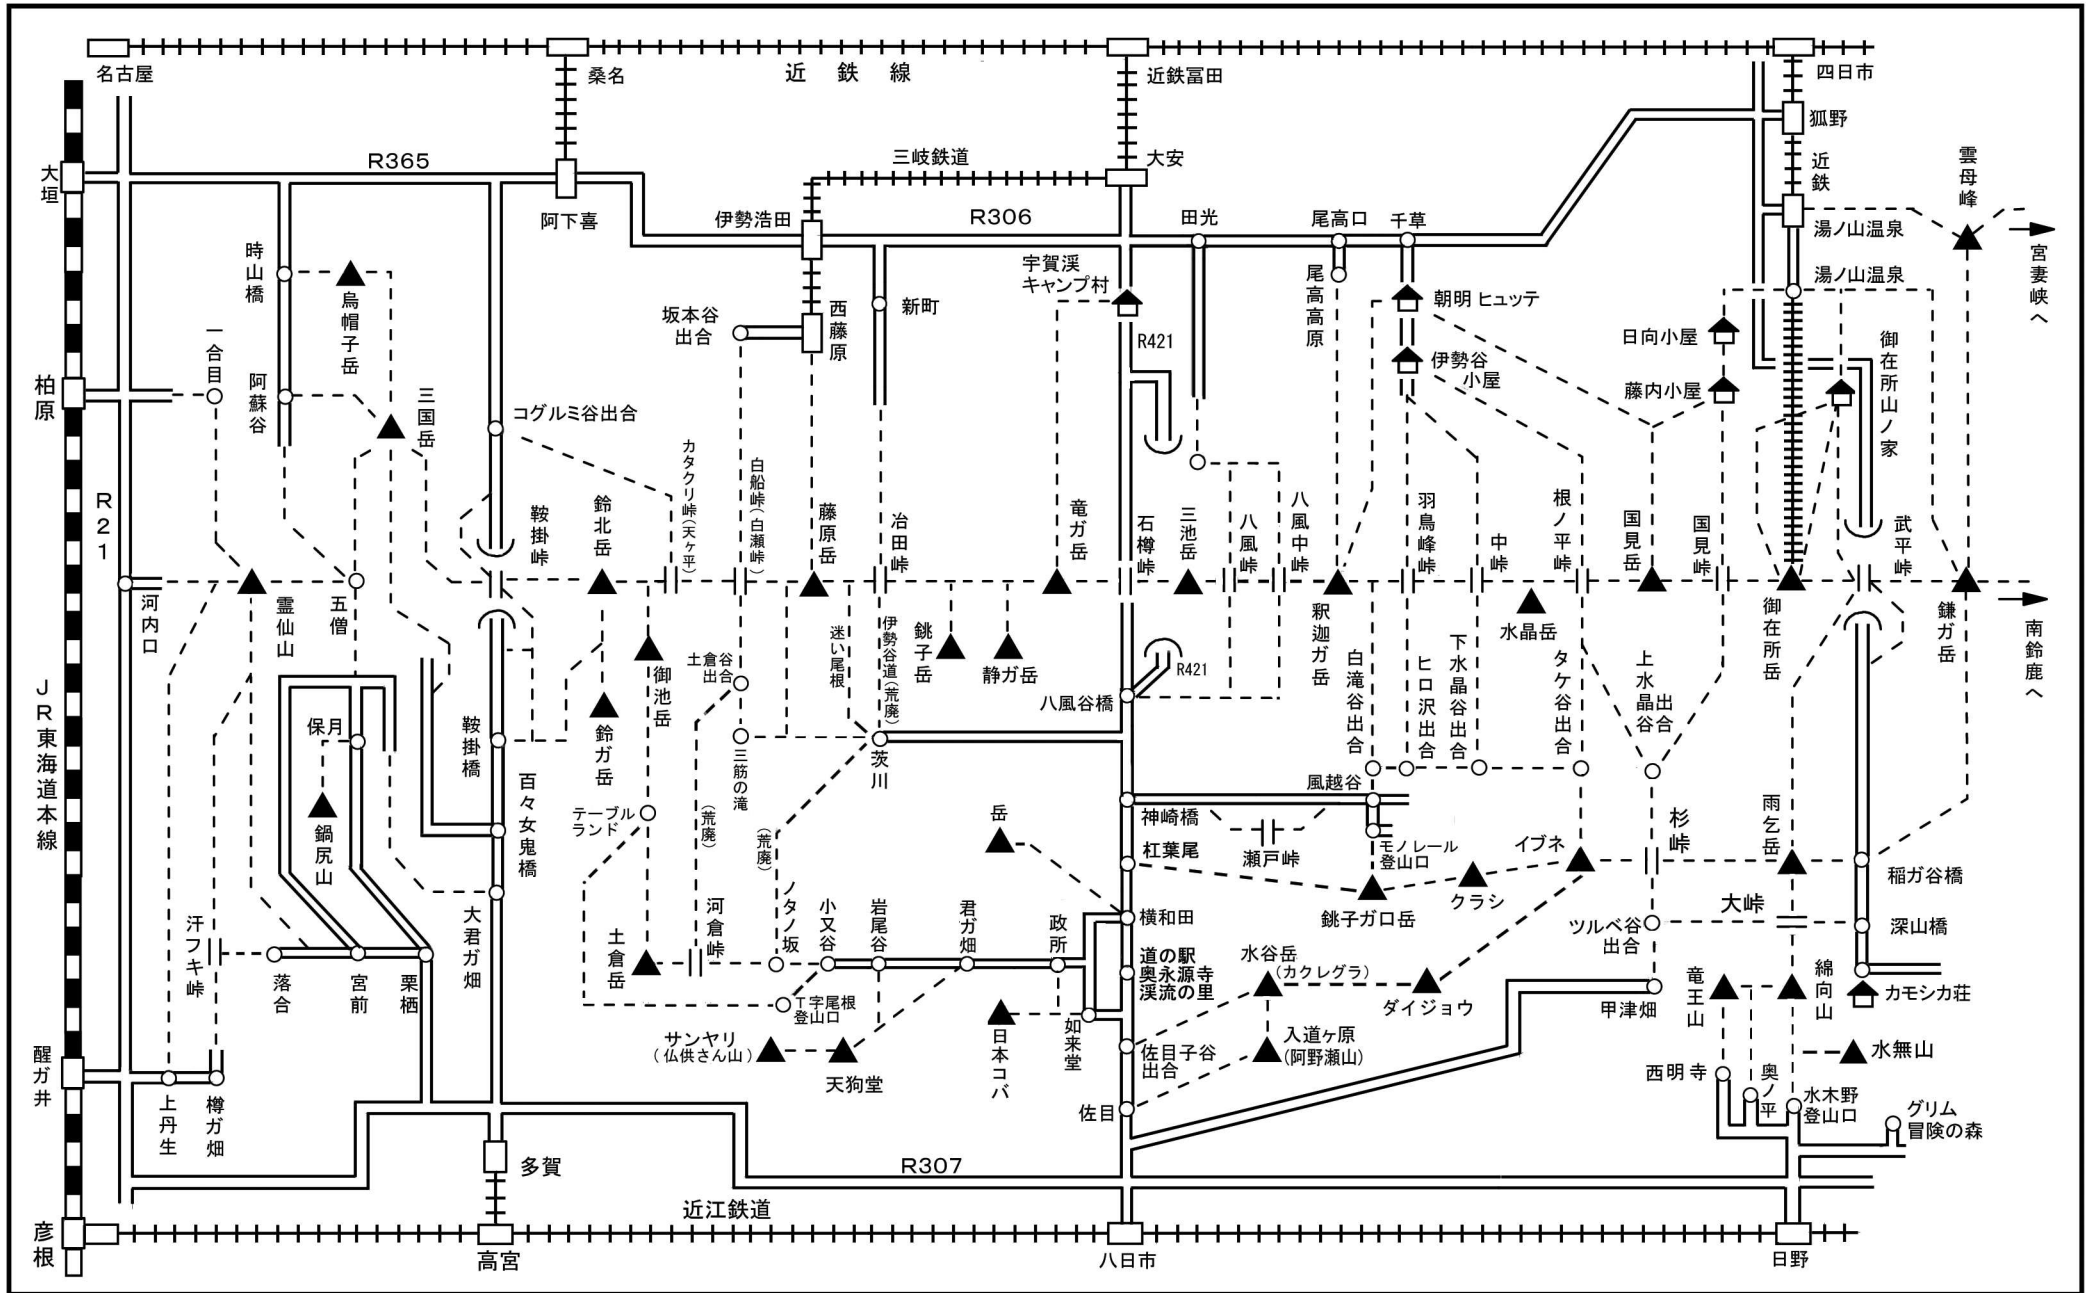 名古屋
桑名
近鉄線
近鉄冨田
四日市
狐野
近鉄
大垣
R365
三岐鉄道
大安
阿下喜
伊勢浩田
R306
田光
尾高口
千草
湯ノ山温泉
雲母峰
宮妻峡へ
時山橋
烏帽子岳
宇賀渓
キャンプ村
尾高高原
朝明ヒュッテ
湯ノ山温泉
坂本谷
出合
西藤原
新町
R421
伊勢谷
小屋
日向小屋
御在所山ノ家
一合目
柏原
阿蘇谷
三国岳
コグルミ谷出合
藤内小屋
カタクリ峠(天ヶ平)
白船峠(白瀬峠)
R21
鞍掛峠
鈴北岳
藤原岳
冶田峠
竜ガ岳
石榑峠
三池岳
八風峠
八風中峠
羽鳥峰峠
中峠
根ノ平峠
国見岳
国見峠
武平峠
河内口
霊仙山
五僧
御池岳
土倉谷
出合
迷い尾根
伊勢谷道(荒廃)
銚子岳
静ガ岳
R421
釈迦ガ岳
水晶岳
御在所岳
鎌ガ岳
南鈴鹿へ
八風谷橋
白滝谷出合
ヒロ沢出合
下水晶谷出合
タケ谷出合
上水晶谷出合
JR東海道本線
保月
鞍掛橋
鈴ガ岳
三筋の滝
茨川
風越谷
百々女鬼橋
テーブル
ランド
(荒廃)
(荒廃)
岳
神崎橋
瀬戸峠
モノレール
登山口
イブネ
杉峠
雨乞岳
鍋尻山
杠葉尾
稲ガ谷橋
銚子ガ口岳
クラシ
汗フキ峠
大君ガ畑
土倉岳
河倉峠
ノタノ坂
小又谷
岩尾谷
君ガ畑
政所
横和田
ツルベ谷
出合
大峠
深山橋
道の駅
奥永源寺
渓流の里
水谷岳
(カクレグラ)
ダイジョウ
落合
宮前
栗栖
T字尾根
登山口
甲津畑
竜王山
綿向山
カモシカ荘
サンヤリ
(仏供さん山)
天狗堂
日本コバ
如来堂
佐目子谷
出合
入道ヶ原
(阿野瀬山)
水無山
醒ガ井
西明寺
奥ノ平
水木野
登山口
上丹生
樽ガ畑
佐目
グリム
冒険の森
多賀
R307
近江鉄道
彦根
高宮
八日市
日野